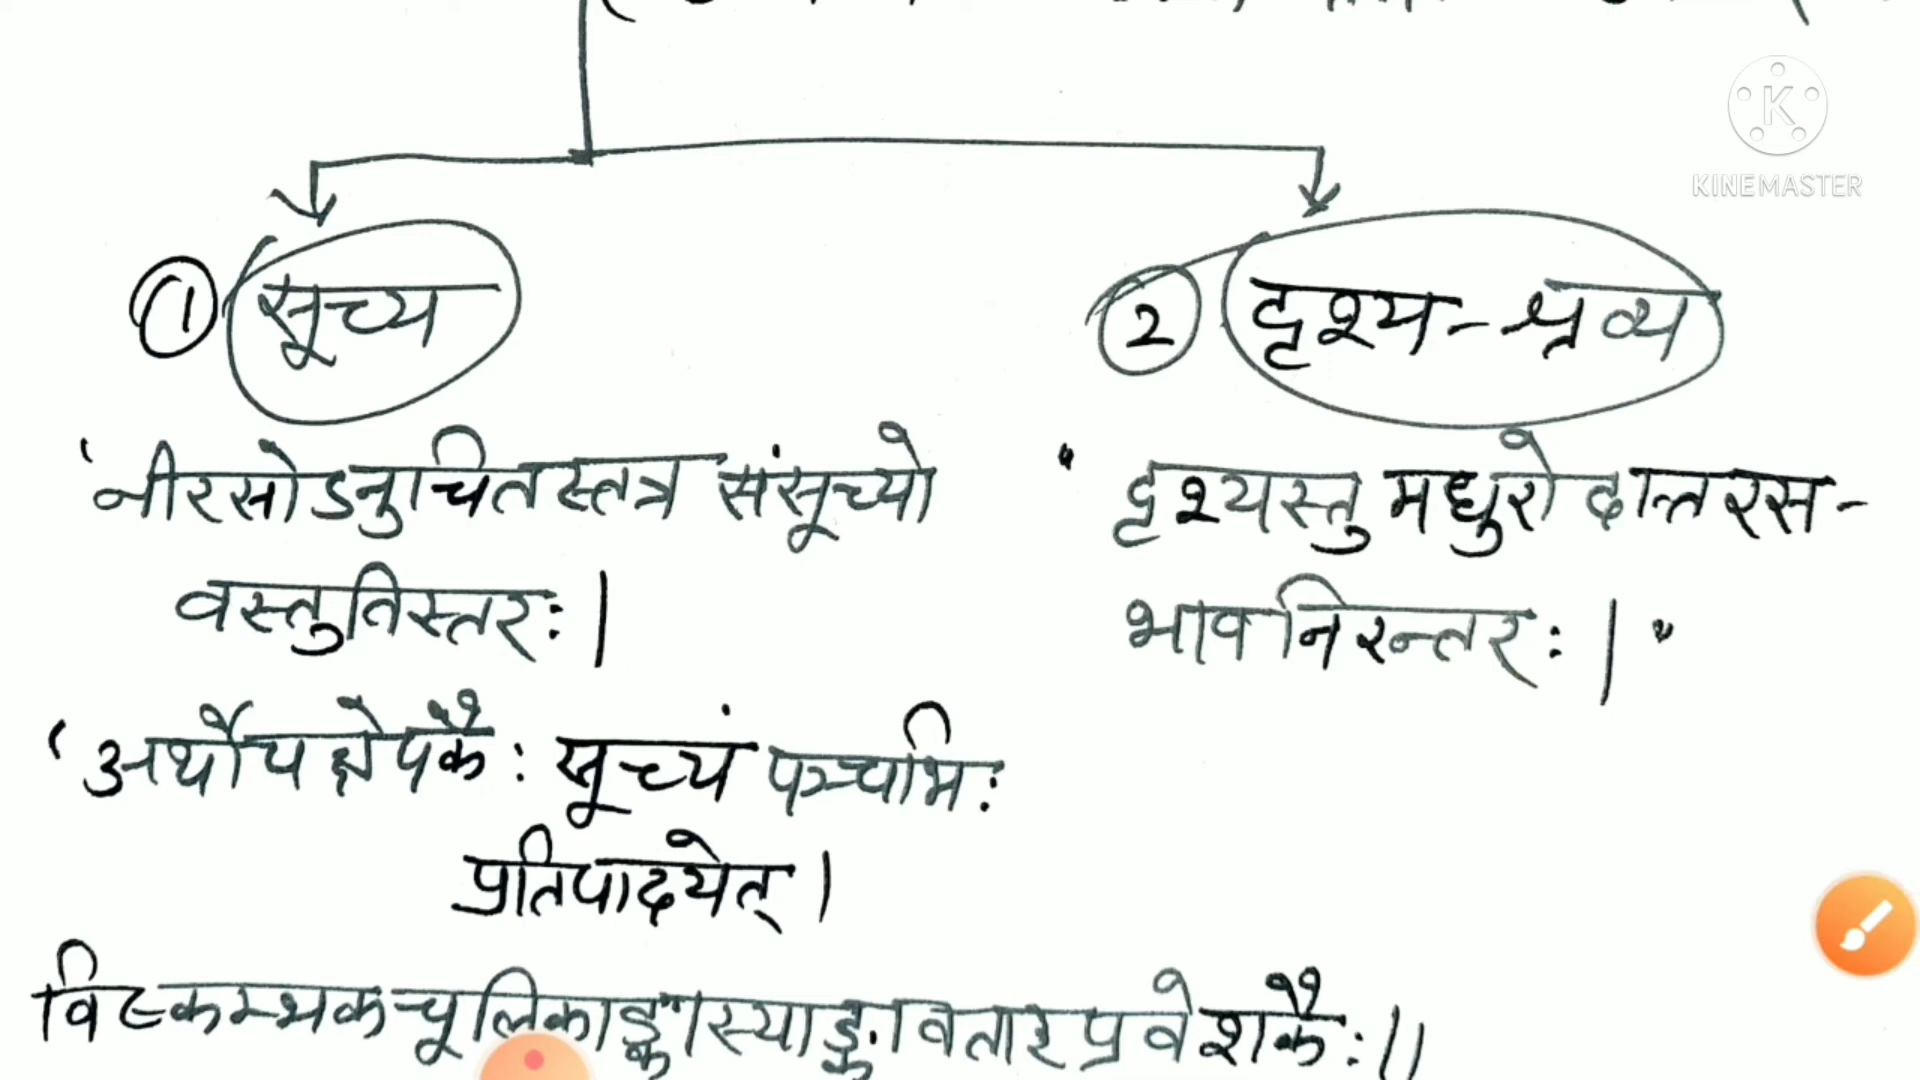 ① सूच्य
② दृश्य-श्रव्य
'नीरसोऽनुचितस्तत्र संसूच्यो
वस्तुतिस्तरः।
"दृश्यस्तु मधुरोदात्तरस-
भावनिरन्तरः।"
'अर्थोपक्षेपकैः सूच्यं पञ्चभिः
प्रतिपादयेत्।
विष्कम्भकचूलिकाङ्कास्याङ्कावतारप्रवेशकैः॥
K
KINEMASTER